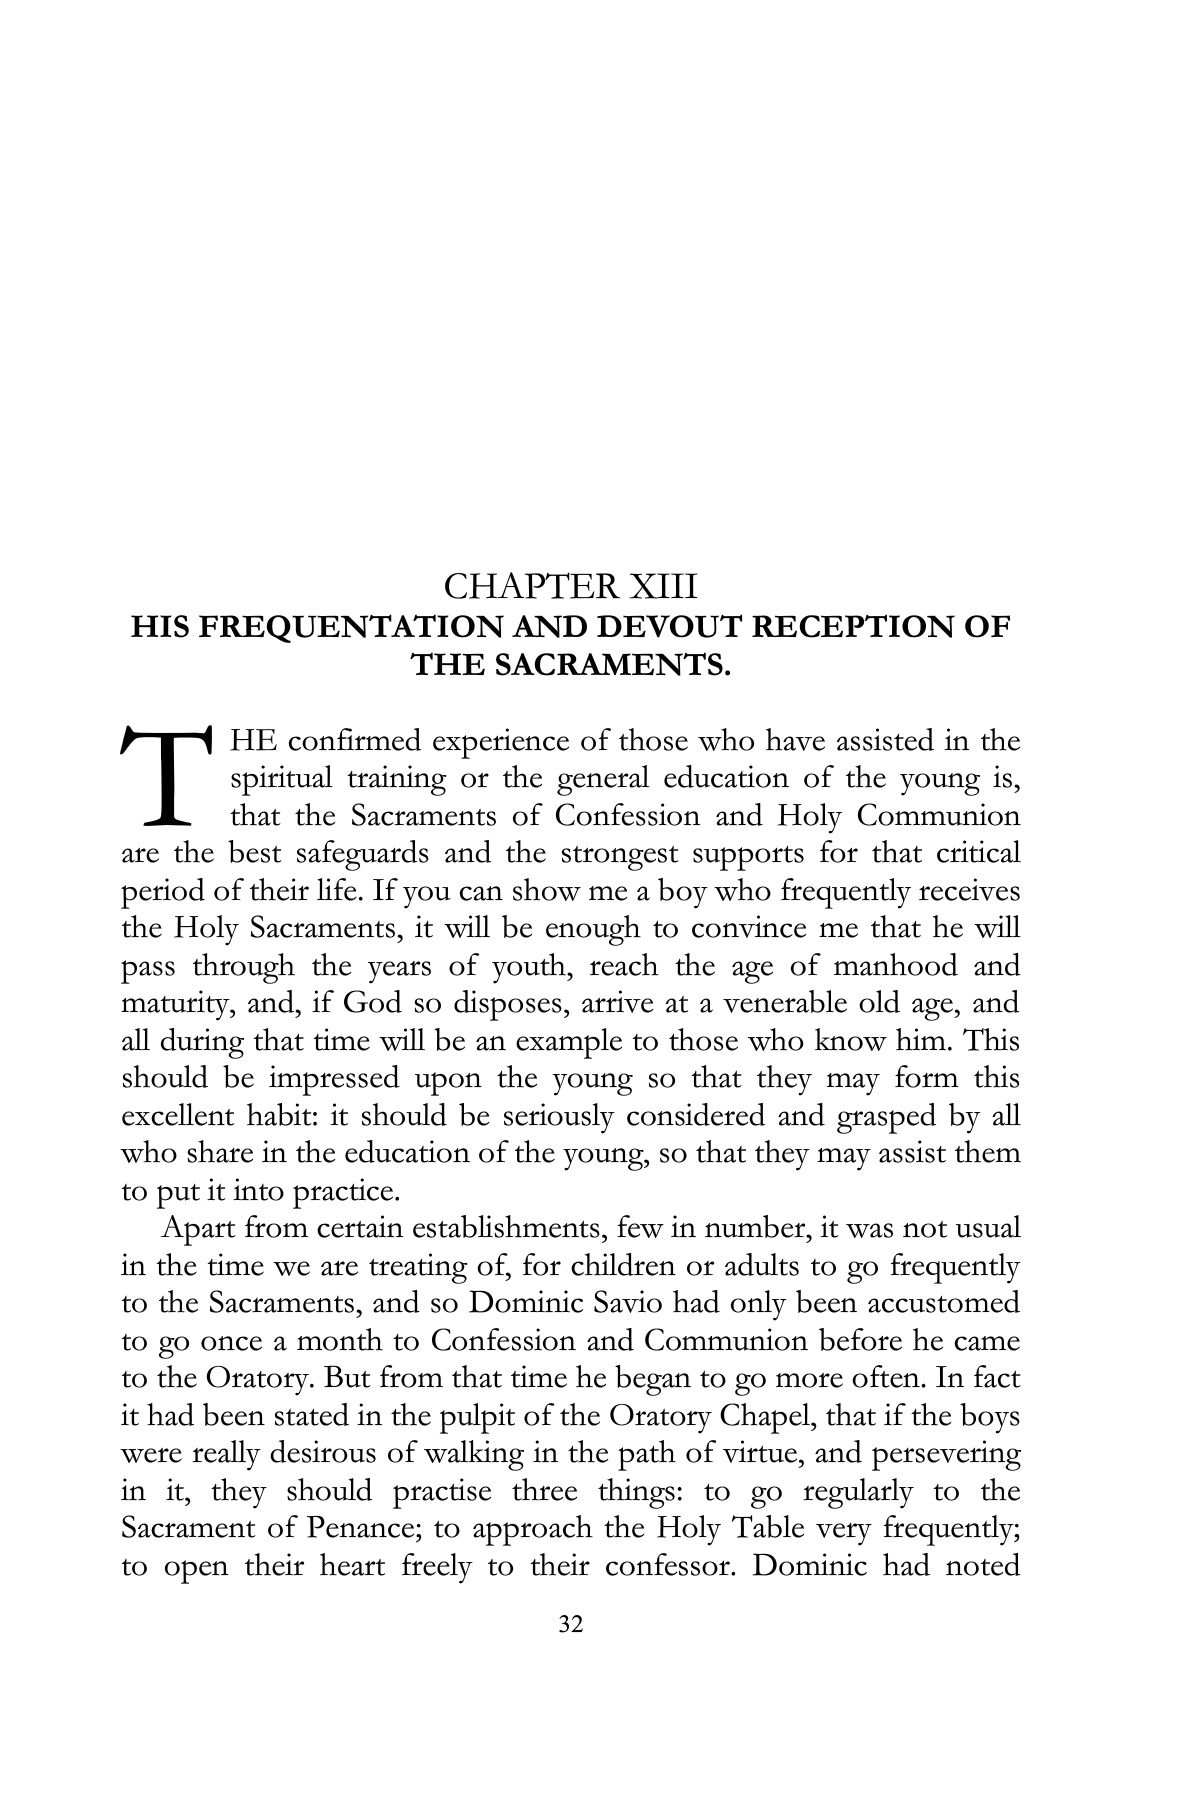 CHAPTER XIII
HIS FREQUENTATION AND DEVOUT RECEPTION OF
THE SACRAMENTS.
THE confirmed experience of those who have assisted in the
spiritual training or the general education of the young is,
that the Sacraments of Confession and Holy Communion
are the best safeguards and the strongest supports for that critical
period of their life. If you can show me a boy who frequently receives
the Holy Sacraments, it will be enough to convince me that he will
pass through the years of youth, reach the age of manhood and
maturity, and, if God so disposes, arrive at a venerable old age, and
all during that time will be an example to those who know him. This
should be impressed upon the young so that they may form this
excellent habit: it should be seriously considered and grasped by all
who share in the education of the young, so that they may assist them
to put it into practice.
Apart from certain establishments, few in number, it was not usual
in the time we are treating of, for children or adults to go frequently
to the Sacraments, and so Dominic Savio had only been accustomed
to go once a month to Confession and Communion before he came
to the Oratory. But from that time he began to go more often. In fact
it had been stated in the pulpit of the Oratory Chapel, that if the boys
were really desirous of walking in the path of virtue, and persevering
in it, they should practise three things: to go regularly to the
Sacrament of Penance; to approach the Holy Table very frequently;
to open their heart freely to their confessor. Dominic had noted
32